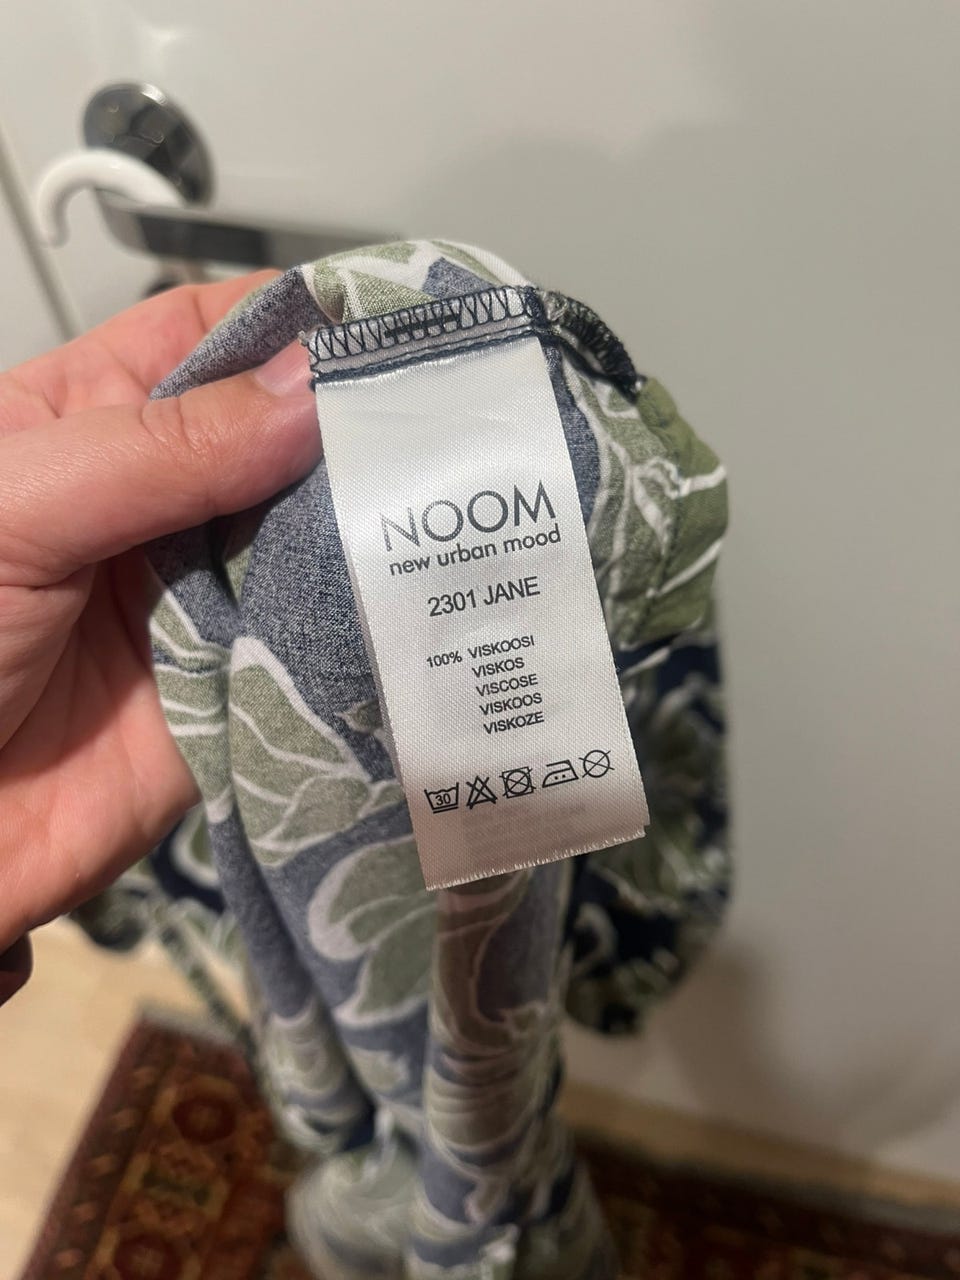 NOOM
new urban mood
2301 JANE
100% VISKOOSI
VISKOS
VISCOSE
VISKOOS
VISKOZE
30